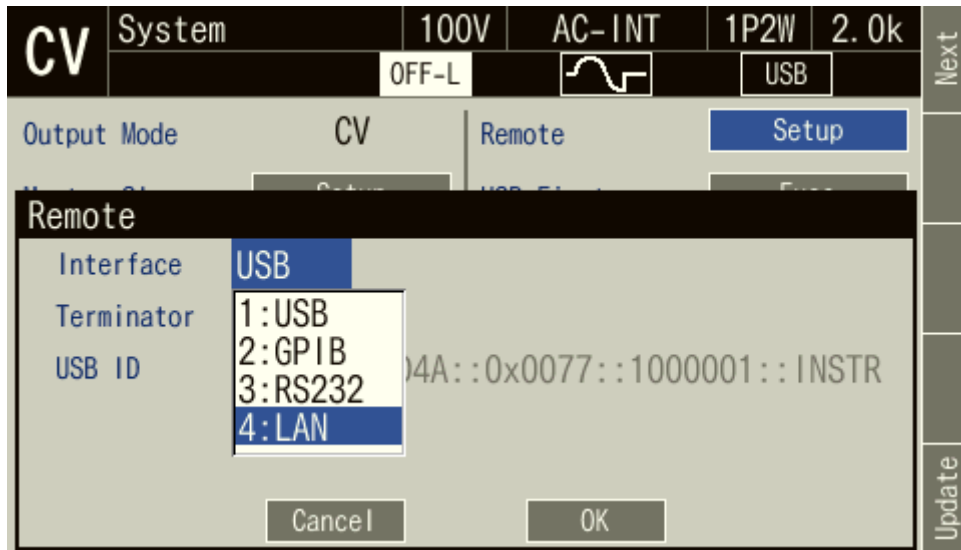 CV System 100V AC-INT 1P2W 2.0k
OFF-L USB
Next
Output Mode CV Remote Setup
Remote
Interface USB
Terminator 1:USB
2:GPIB
USB ID 04A::0x0077::1000001::INSTR
3:RS232
4:LAN
Cancel OK
Update